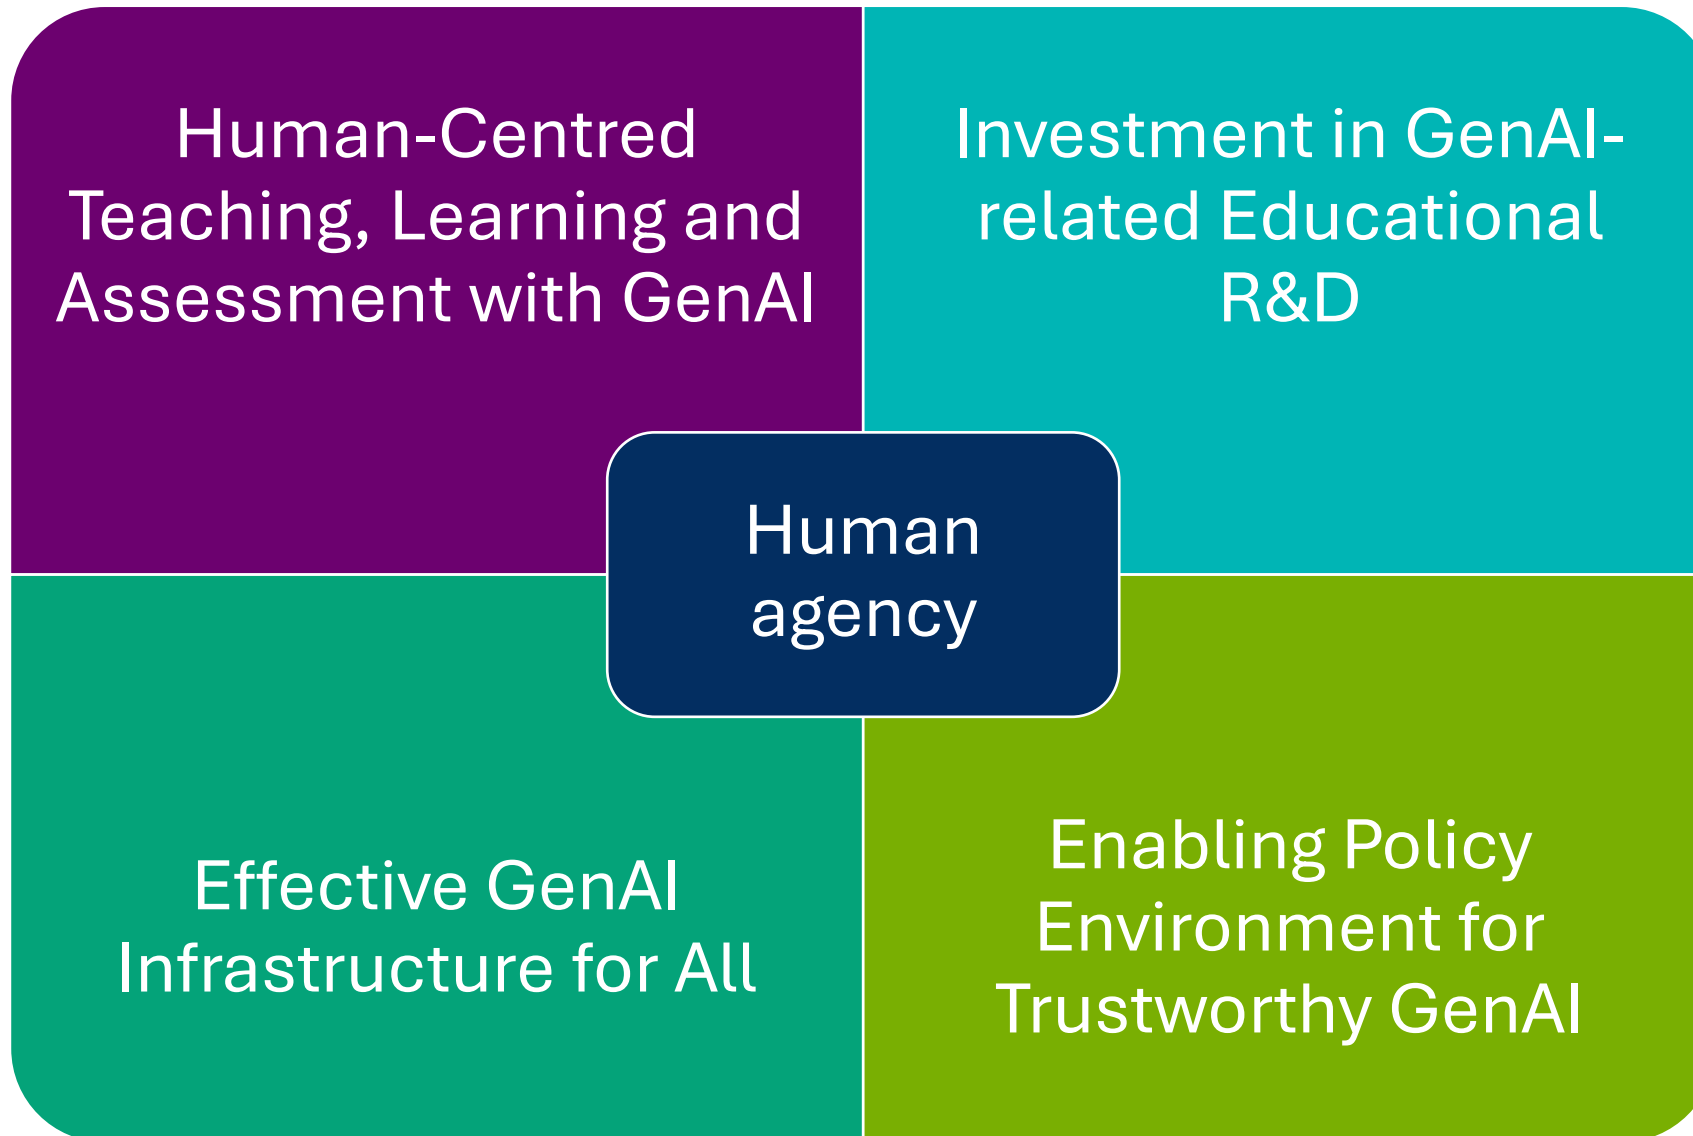 Human-Centred
Teaching, Learning and
Assessment with GenAI
Investment in GenAI-
related Educational
R&D
Human
agency
Effective GenAI
Infrastructure for All
Enabling Policy
Environment for
Trustworthy GenAI